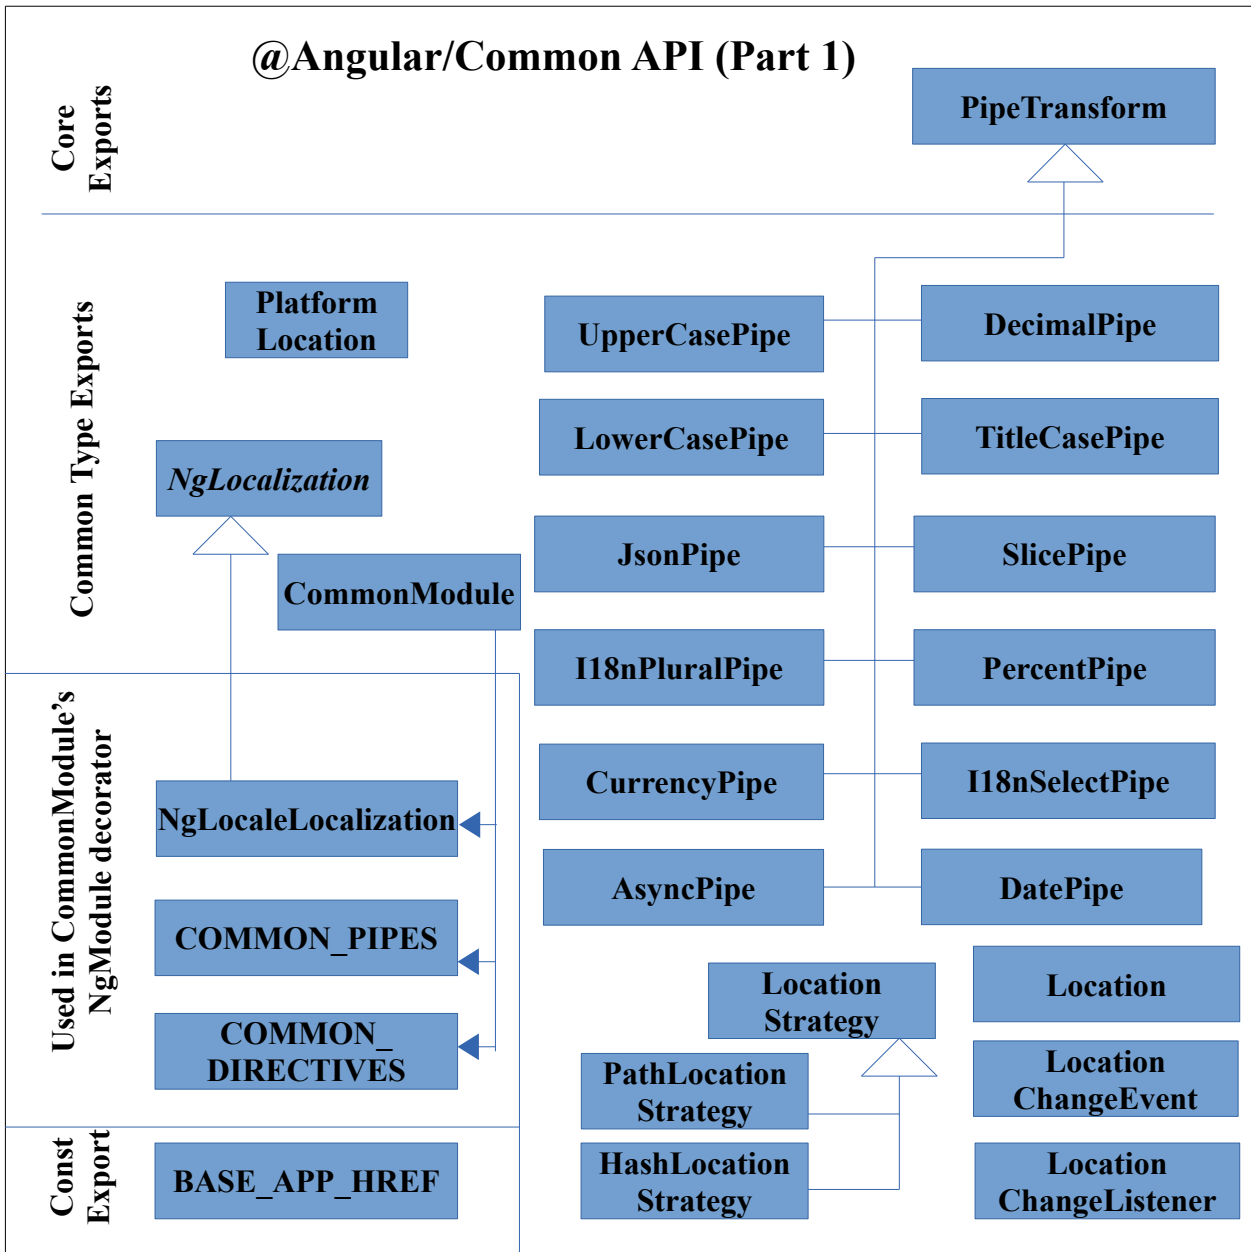 @Angular/Common API (Part 1)
Core
Exports
PipeTransform
Common Type Exports
Platform
Location
UpperCasePipe
DecimalPipe
LowerCasePipe
TitleCasePipe
NgLocalization
JsonPipe
SlicePipe
CommonModule
I18nPluralPipe
PercentPipe
Used in CommonModule’s
NgModule decorator
NgLocaleLocalization
CurrencyPipe
I18nSelectPipe
AsyncPipe
DatePipe
COMMON_PIPES
Location
Strategy
Location
COMMON_
DIRECTIVES
PathLocation
Strategy
Location
ChangeEvent
Const
Export
BASE_APP_HREF
HashLocation
Strategy
Location
ChangeListener